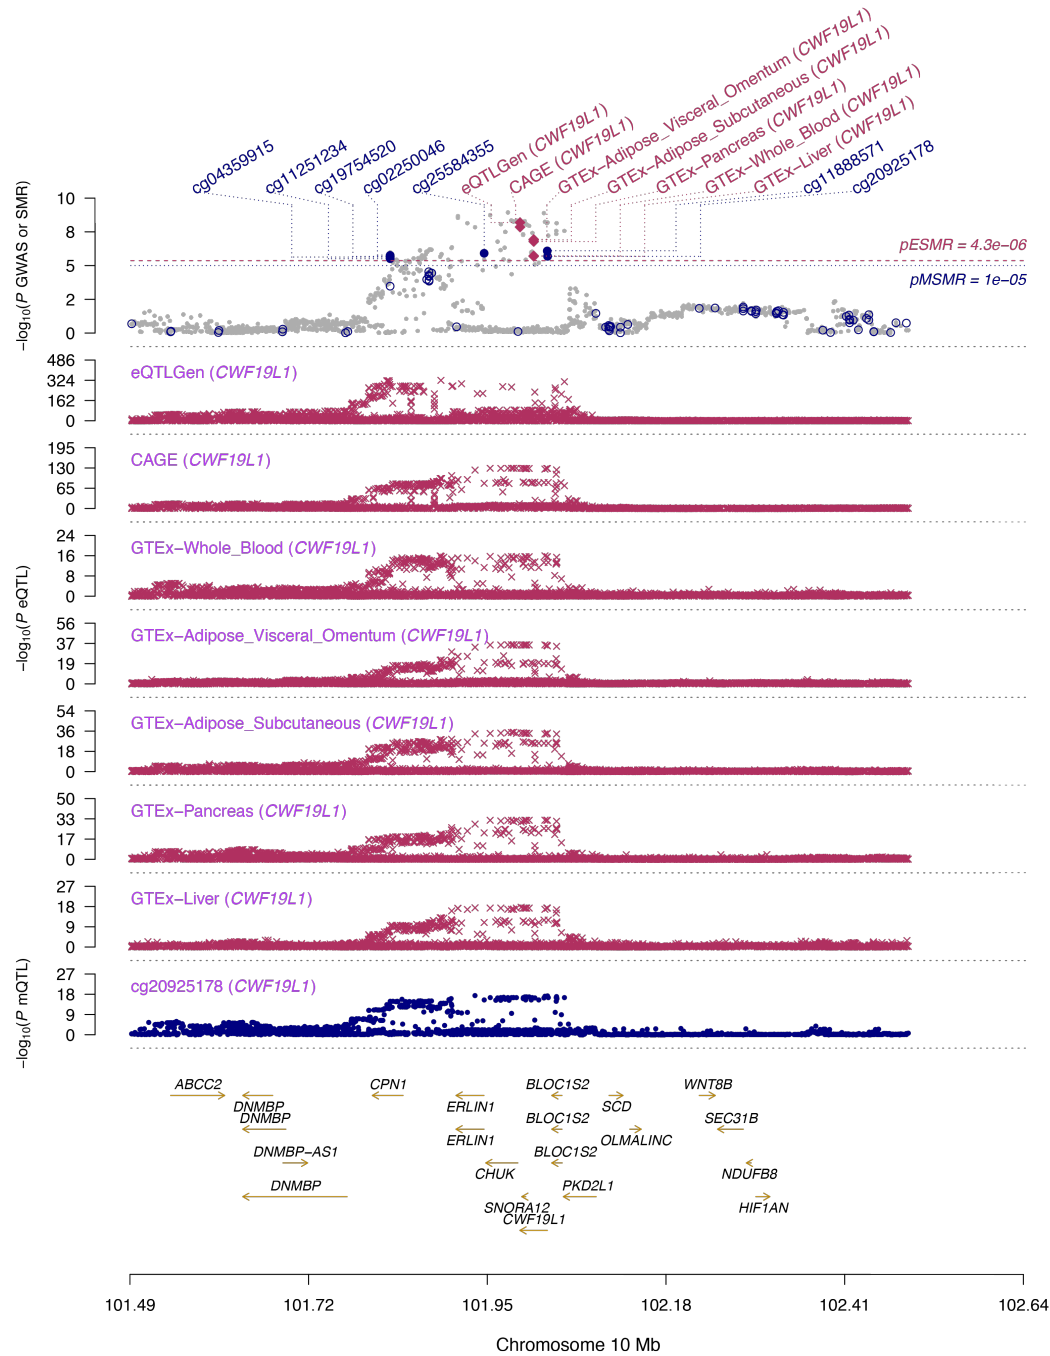 cg04359915
cg11251234
cg19754520
cg02250046
cg25584355
eQTLGen (CWF19L1)
CAGE (CWF19L1)
GTEx−Adipose_Visceral_Omentum (CWF19L1)
GTEx−Adipose_Subcutaneous (CWF19L1)
GTEx−Pancreas (CWF19L1)
GTEx−Whole_Blood (CWF19L1)
GTEx−Liver (CWF19L1)
cg11888571
cg20925178
−log10(P GWAS or SMR)
10
8
5
2
0
pESMR = 4.3e−06
pMSMR = 1e−05
eQTLGen (CWF19L1)
486
324
162
0
CAGE (CWF19L1)
195
130
65
0
GTEx−Whole_Blood (CWF19L1)
24
16
8
0
−log10(P eQTL)
GTEx−Adipose_Visceral_Omentum (CWF19L1)
56
37
19
0
GTEx−Adipose_Subcutaneous (CWF19L1)
54
36
18
0
GTEx−Pancreas (CWF19L1)
50
33
17
0
GTEx−Liver (CWF19L1)
27
18
9
0
cg20925178 (CWF19L1)
27
18
9
0
−log10(P mQTL)
ABCC2 CPN1 BLOC1S2 WNT8B
DNMBP ERLIN1 SCD
DNMBP BLOC1S2 SEC31B
ERLIN1 OLMALINC
DNMBP−AS1 BLOC1S2
CHUK NDUFB8
DNMBP PKD2L1
SNORA12 HIF1AN
CWF19L1
101.49 101.72 101.95 102.18 102.41 102.64
Chromosome 10 Mb